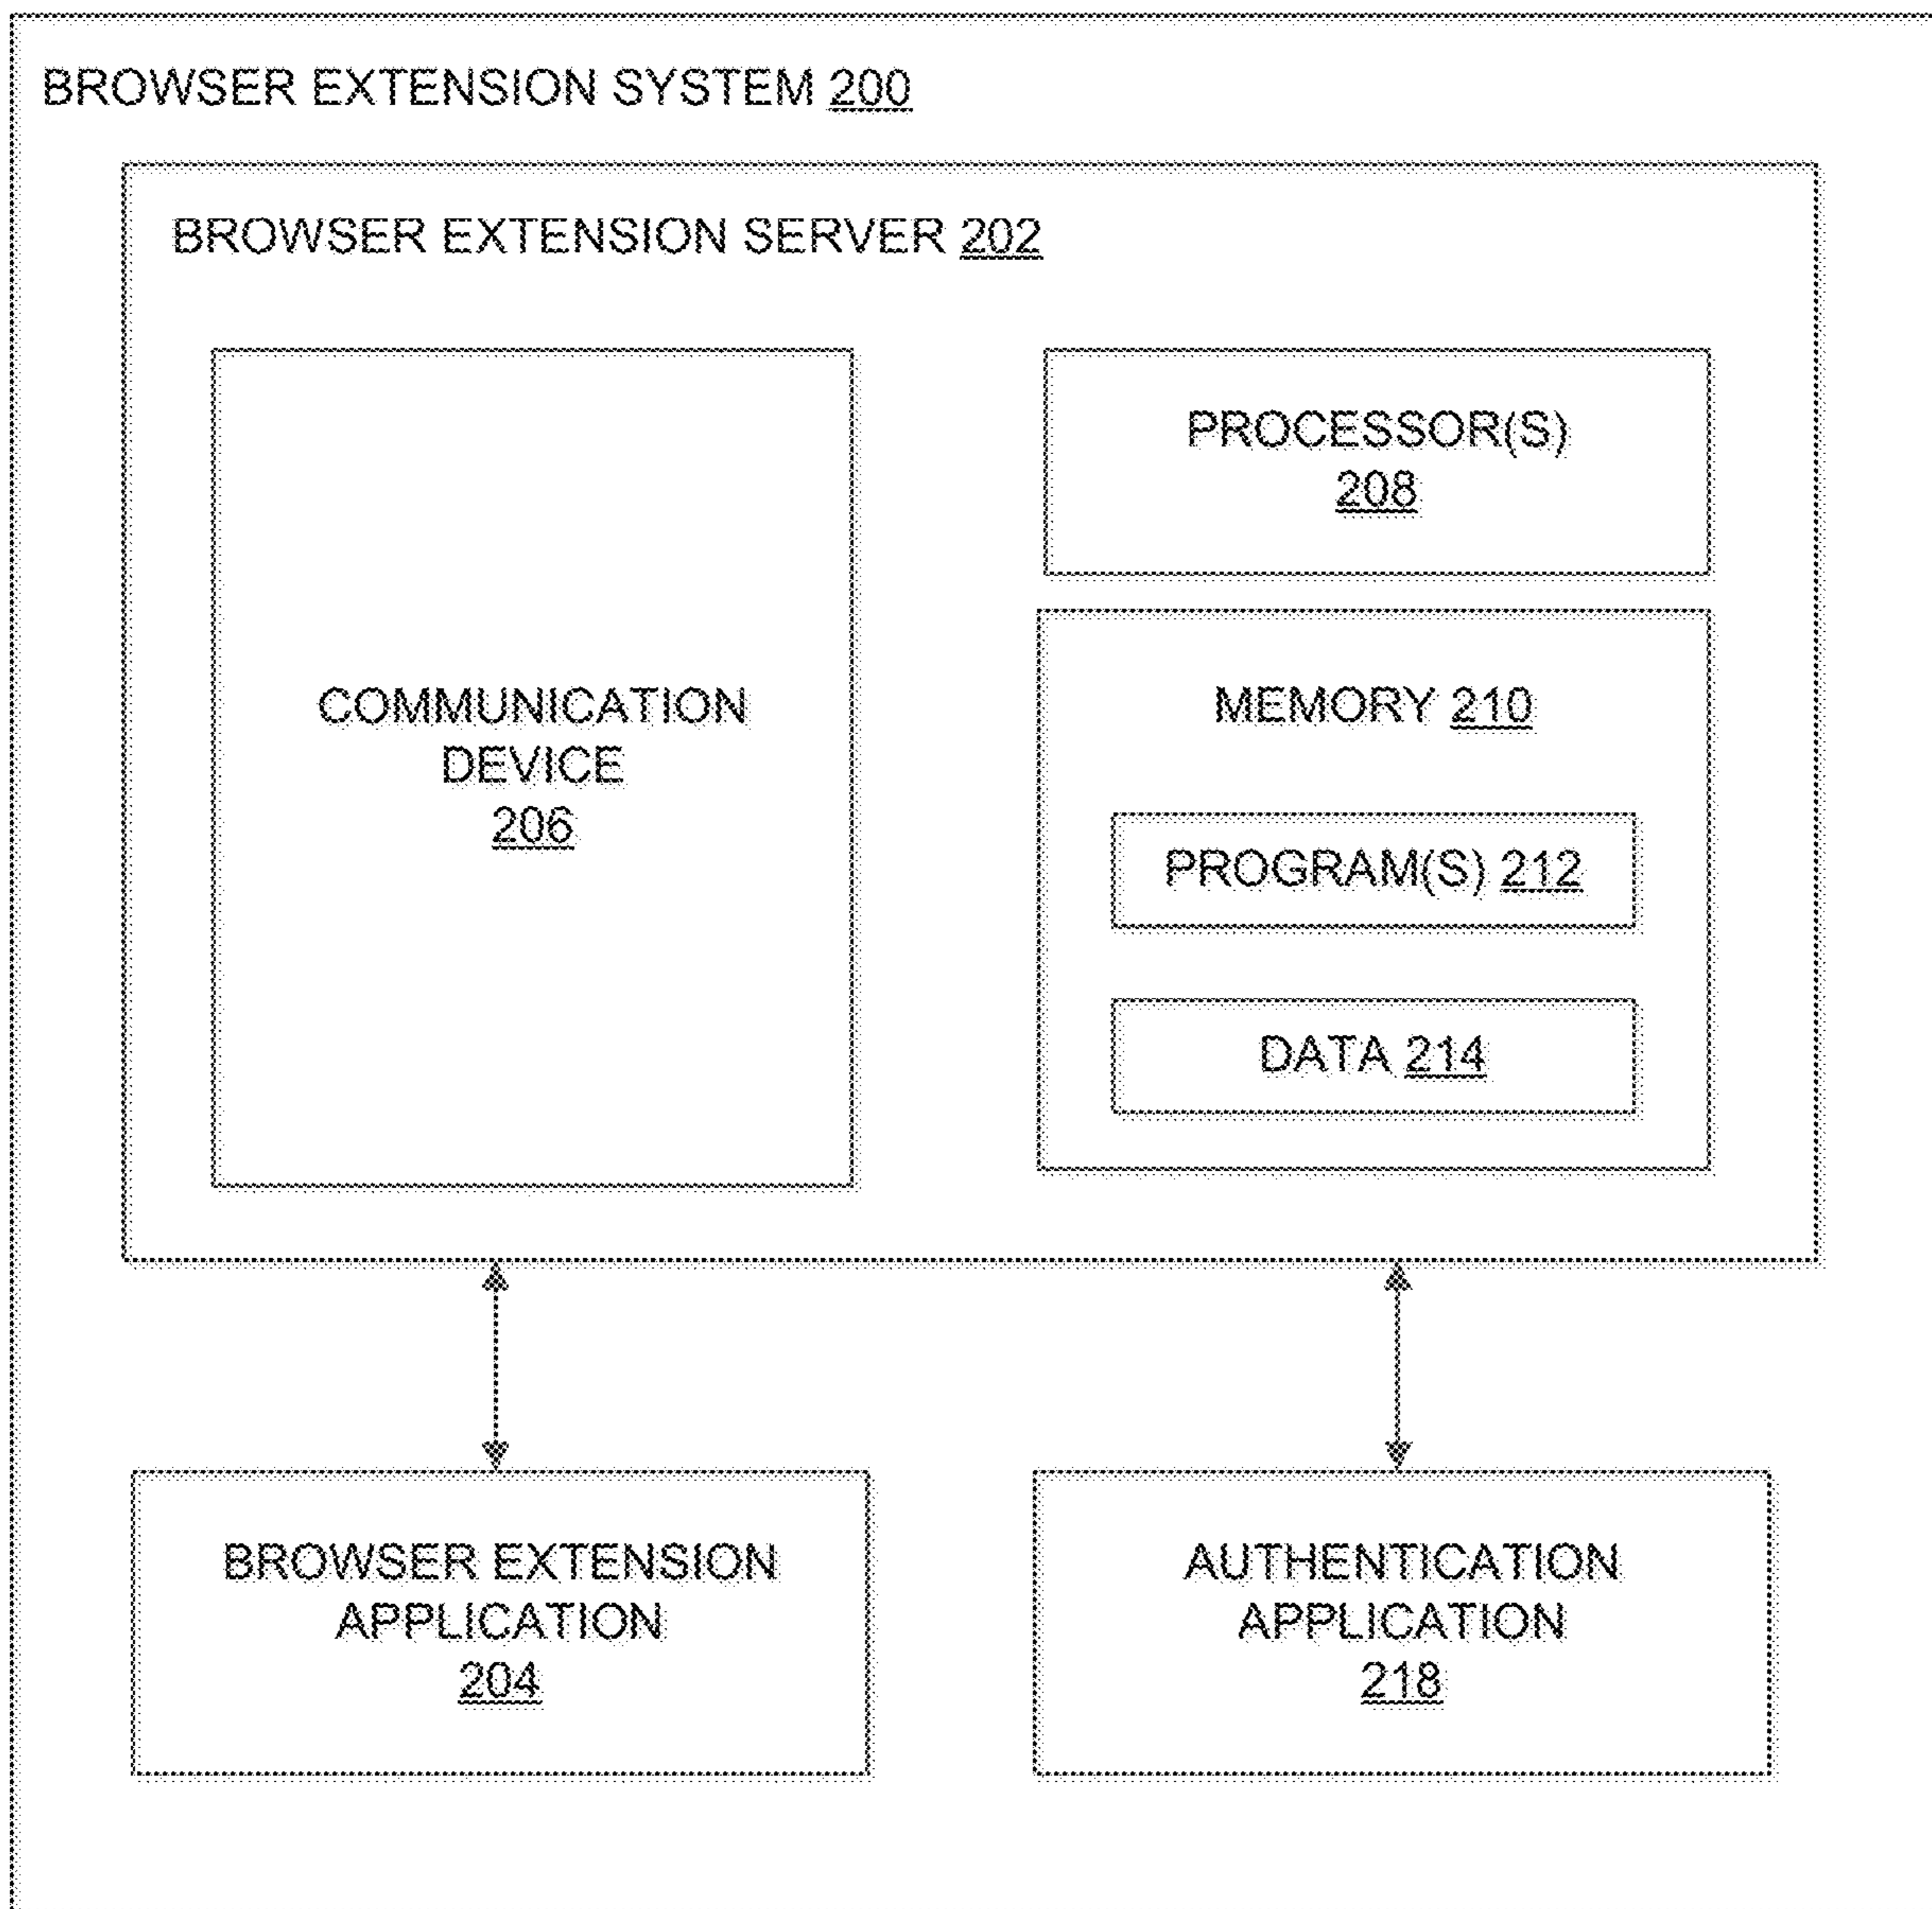 BROWSER EXTENSION SYSTEM 200
BROWSER EXTENSION SERVER 202
COMMUNICATION
DEVICE
206
PROCESSOR(S)
208
MEMORY 210
PROGRAM(S) 212
DATA 214
BROWSER EXTENSION
APPLICATION
204
AUTHENTICATION
APPLICATION
218